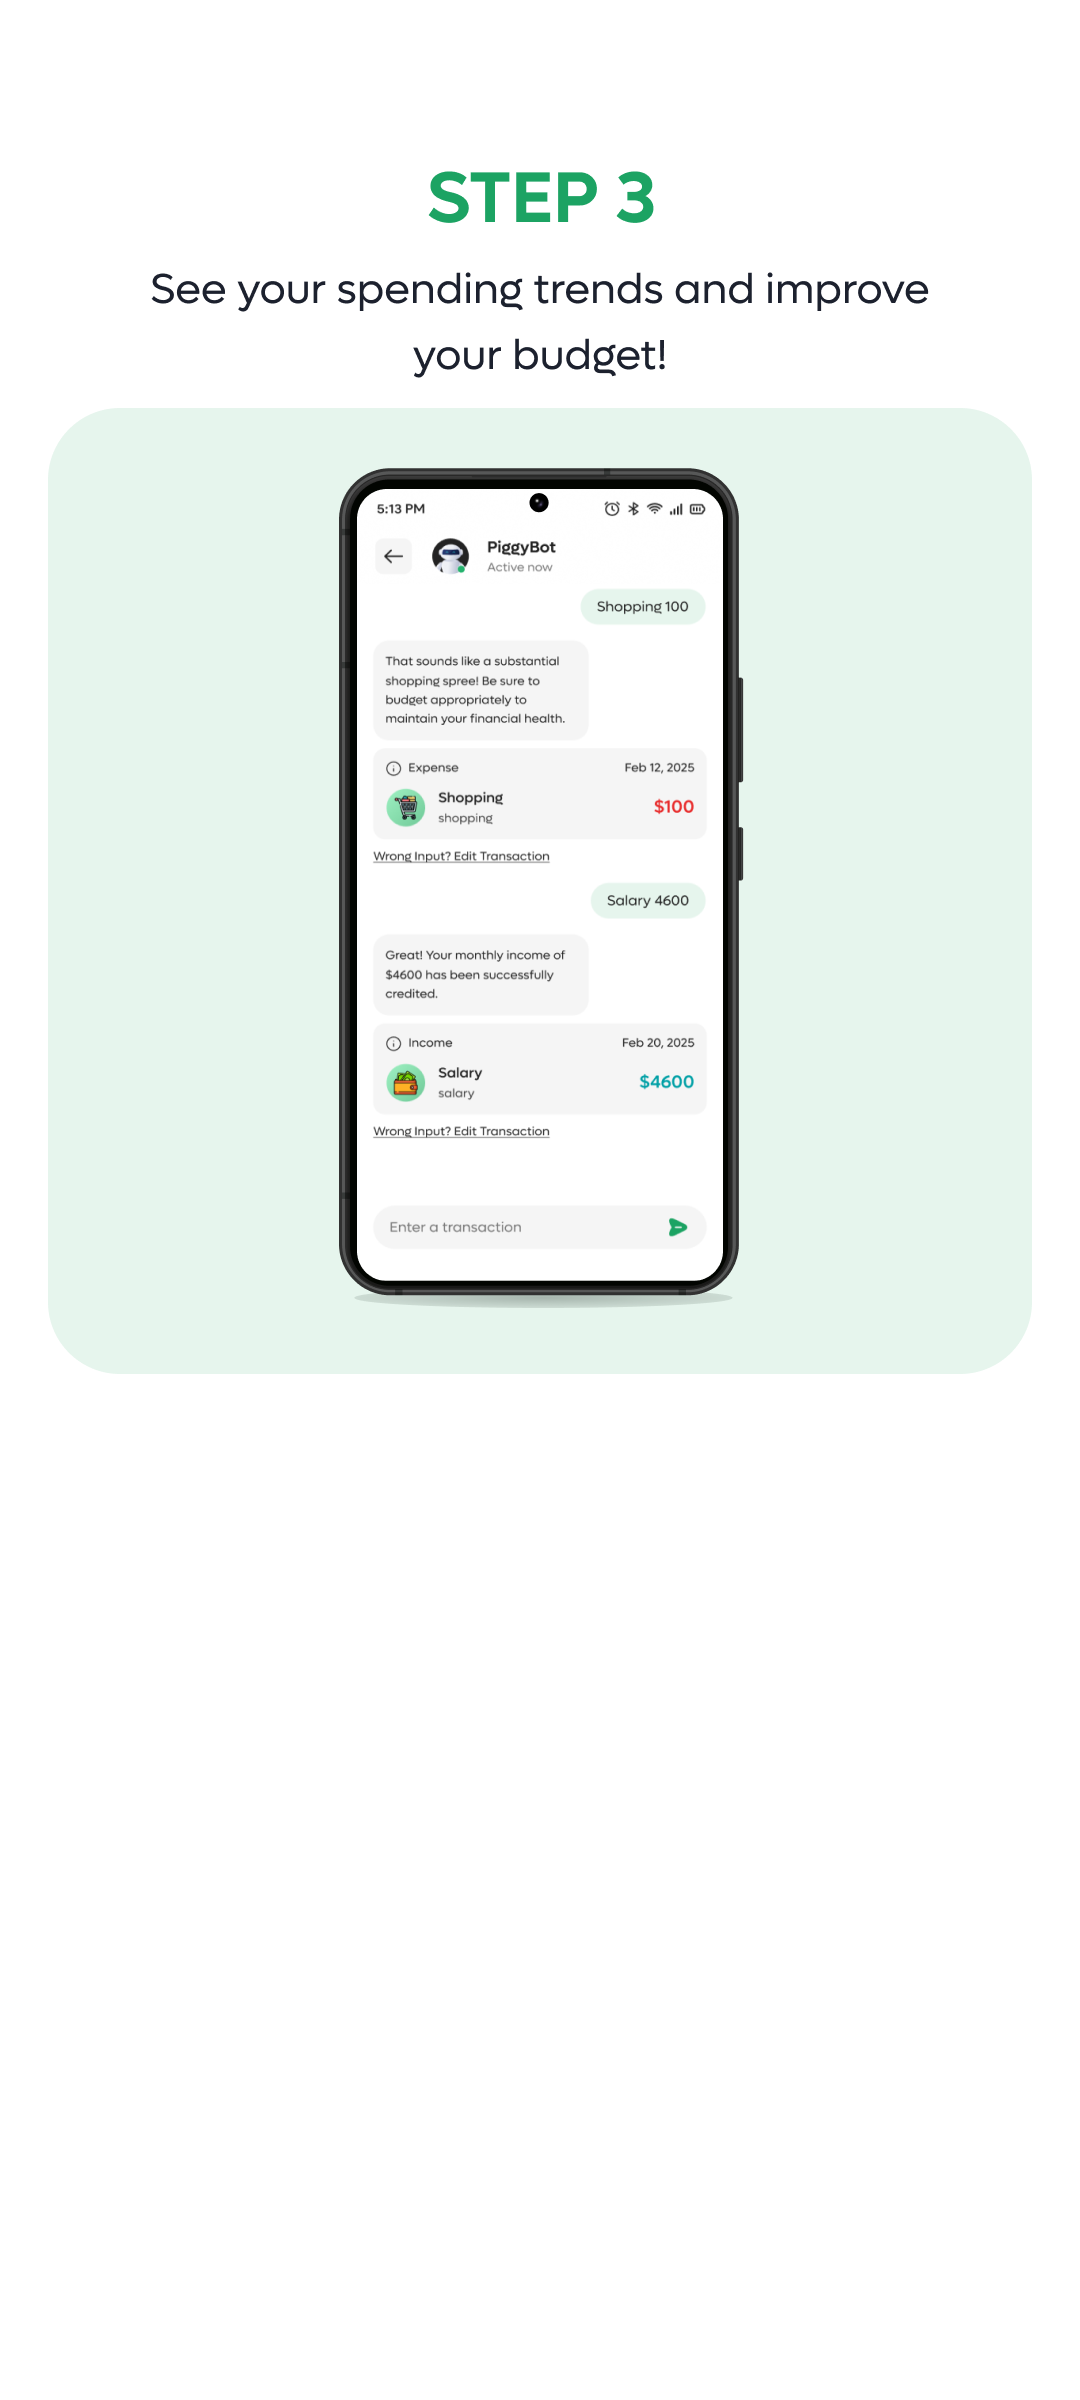 STEP 3
See your spending trends and improve
your budget!
5:13 PM
PiggyBot
Active now
Shopping 100
That sounds like a substantial
shopping spree! Be sure to
budget appropriately to
maintain your financial health.
Expense
Feb 12, 2025
Shopping
$100
shopping
Wrong Input? Edit Transaction
Salary 4600
Great! Your monthly income of
$4600 has been successfully
credited.
Income
Feb 20, 2025
Salary
$4600
salary
Wrong Input? Edit Transaction
Enter a transaction